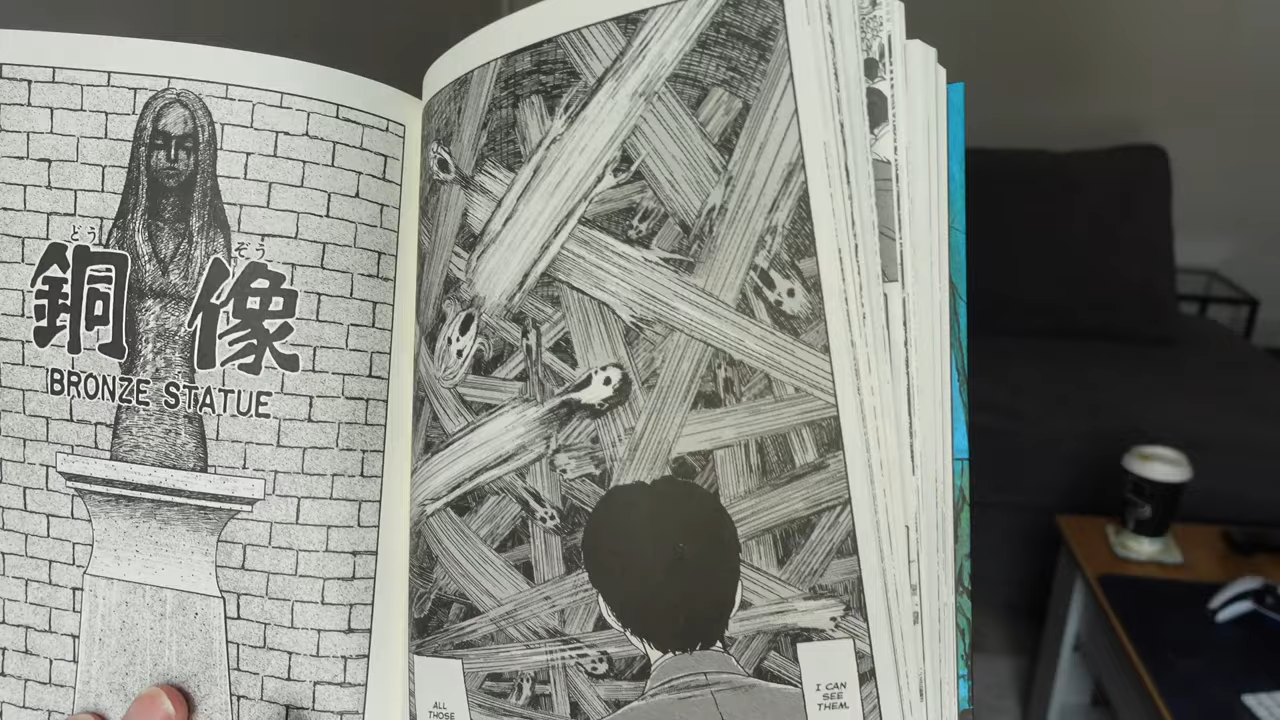 どう ぞう
銅像
BRONZE STATUE
ALL
THOSE
I CAN
SEE
THEM.